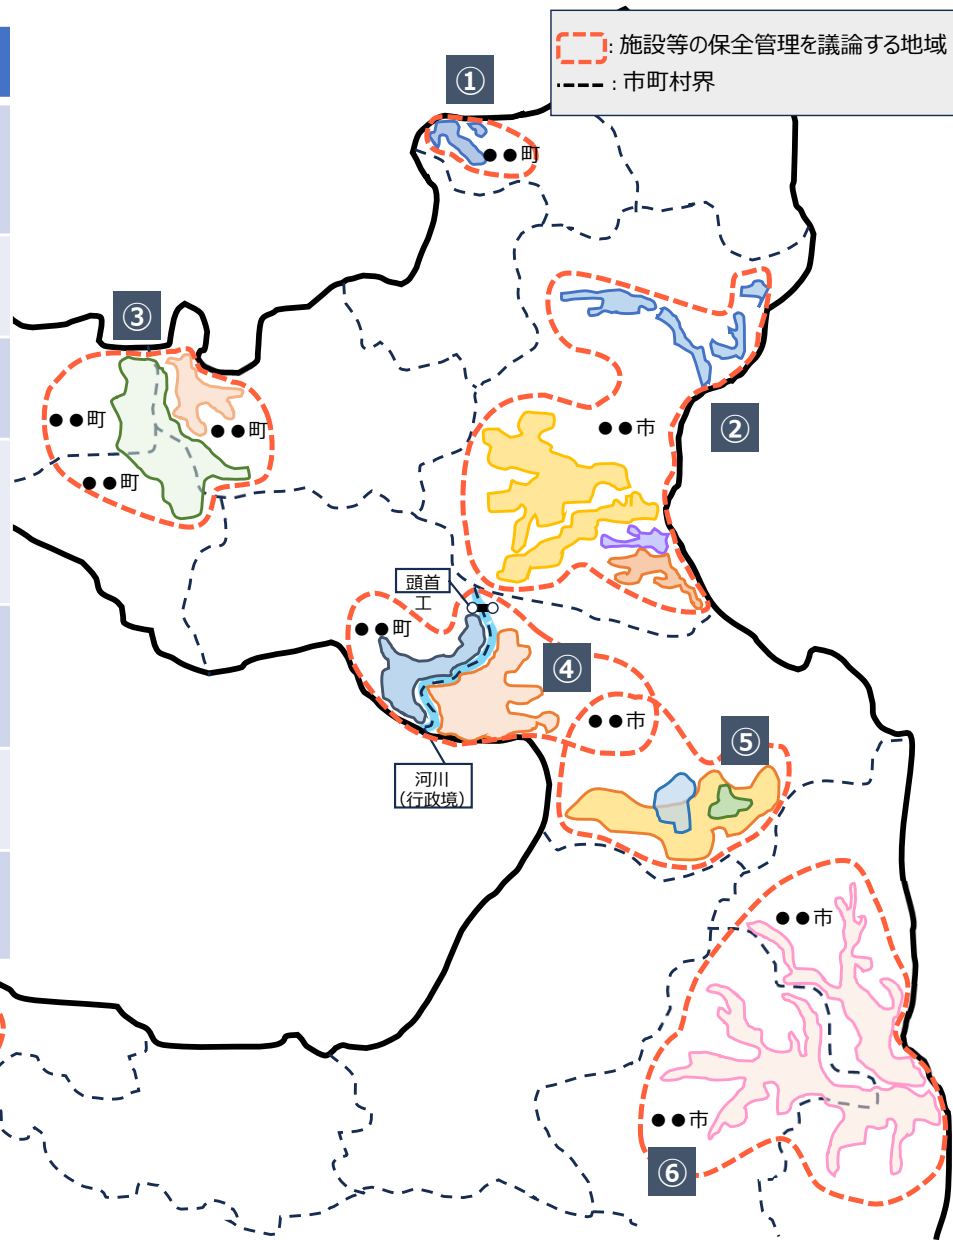 : 施設等の保全管理を議論する地域
: 市町村界
①
●●町
③
●●町
●●町
●●町
②
●●市
頭首
工
●●町
④
●●市
⑤
河川
（行政境）
●●市
●●市
⑥